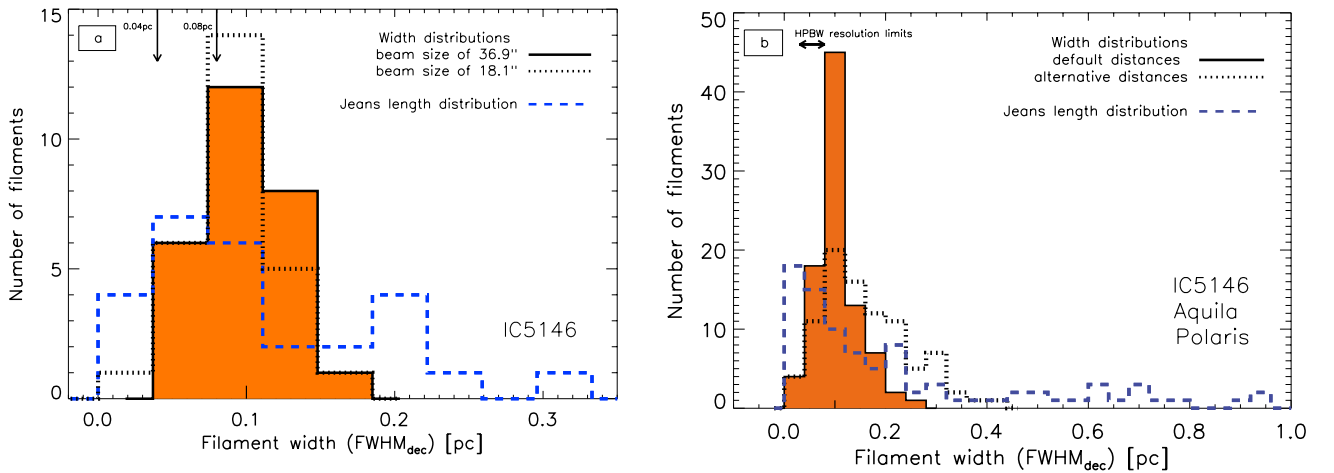 a
0.04pc
0.08pc
Width distributions
beam size of 36.9"
beam size of 18.1"
Jeans length distribution
IC5146
15
10
5
0
Number of filaments
0.0
0.1
0.2
0.3
Filament width (FWHMdec) [pc]
b
HPBW resolution limits
Width distributions
default distances
alternative distances
Jeans length distribution
IC5146
Aquila
Polaris
50
40
30
20
10
0
Number of filaments
0.0
0.2
0.4
0.6
0.8
1.0
Filament width (FWHMdec) [pc]